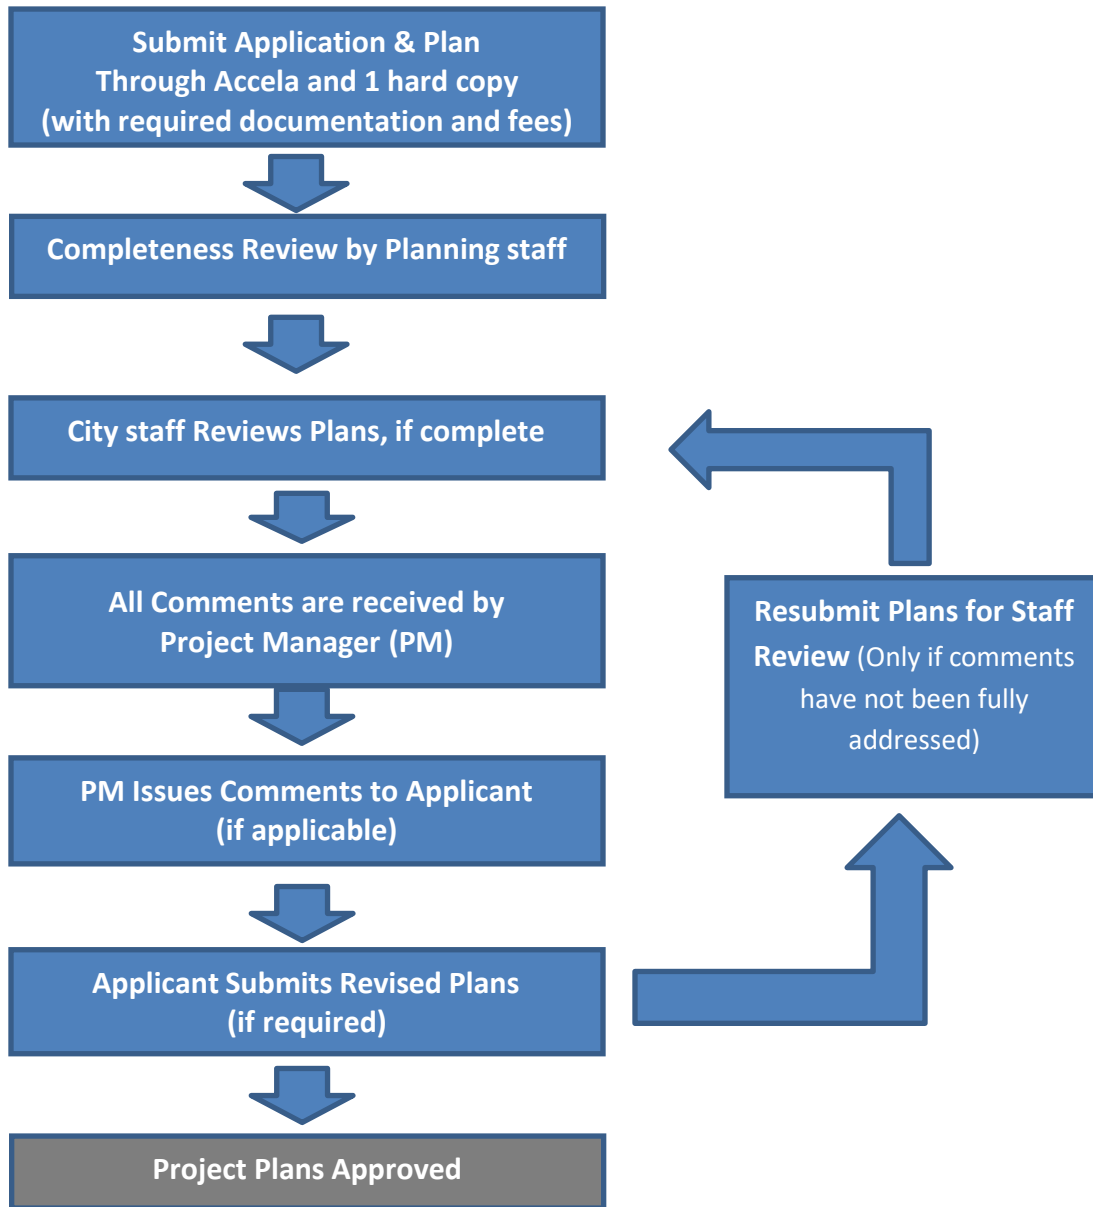 Submit Application & Plan
Through Accela and 1 hard copy
(with required documentation and fees)
Completeness Review by Planning staff
City staff Reviews Plans, if complete
All Comments are received by
Project Manager (PM)
PM Issues Comments to Applicant
(if applicable)
Applicant Submits Revised Plans
(if required)
Resubmit Plans for Staff
Review (Only if comments
have not been fully
addressed)
Project Plans Approved